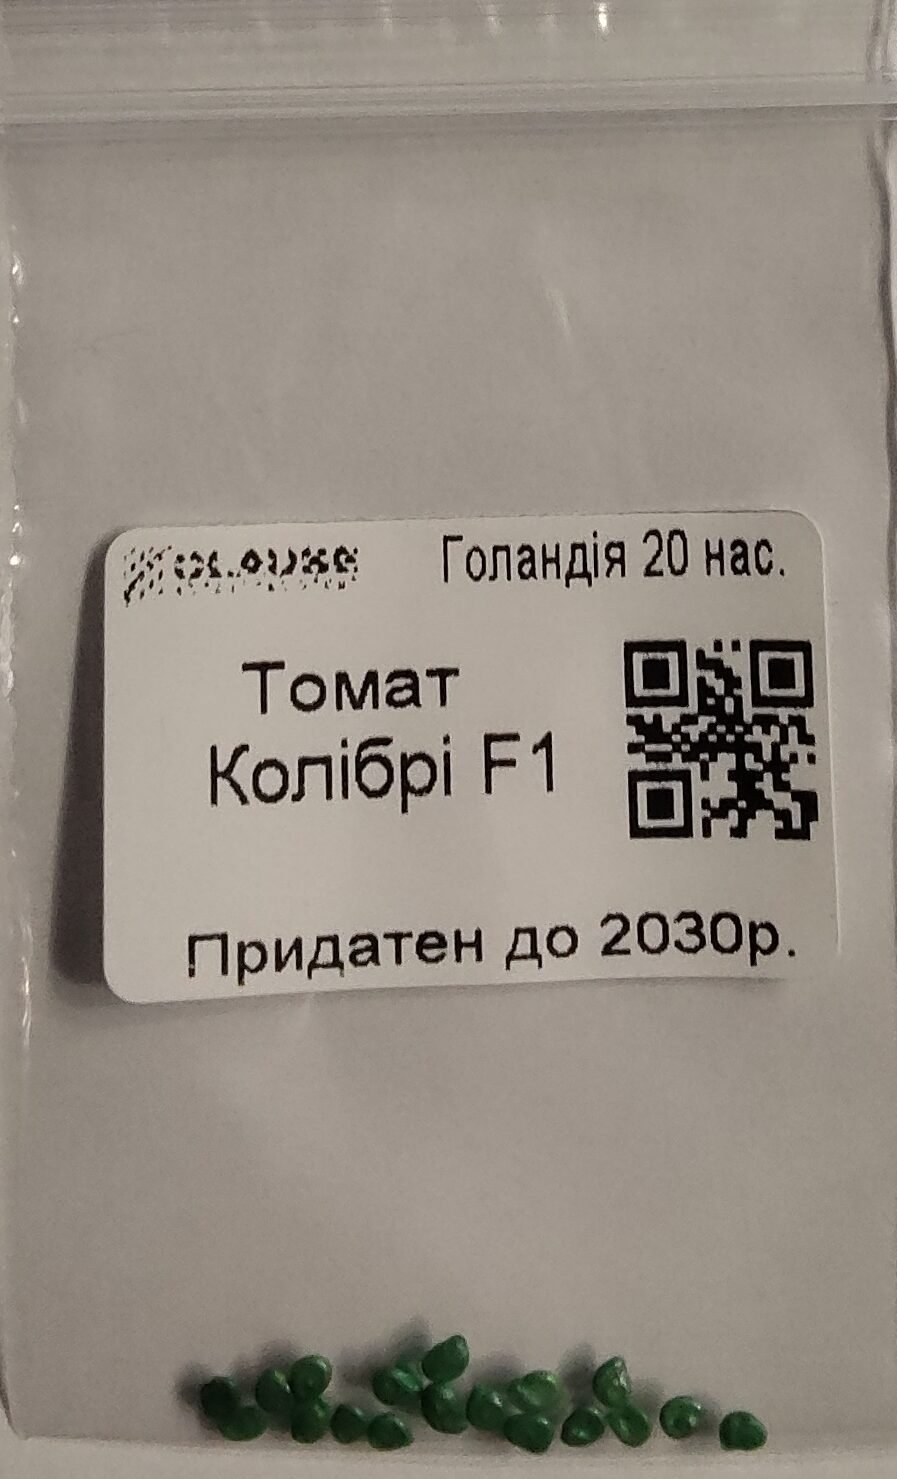 Голандія 20 нас.
Томат
Колібрі F1
Придатен до 2030р.